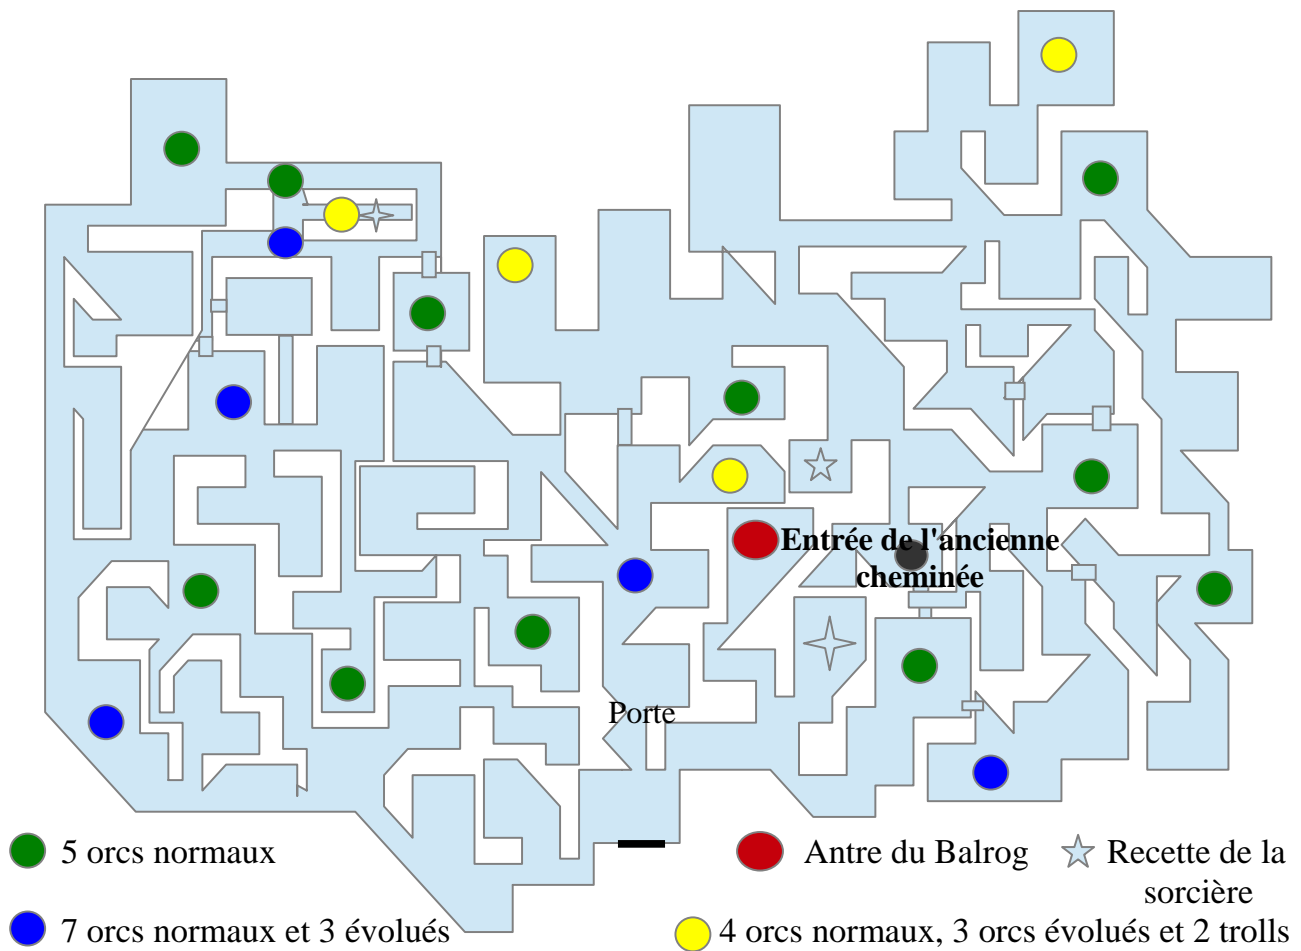 Entrée de l'ancienne
cheminée
Porte
5 orcs normaux
Antre du Balrog
Recette de la
sorcière
7 orcs normaux et 3 évolués
4 orcs normaux, 3 orcs évolués et 2 trolls